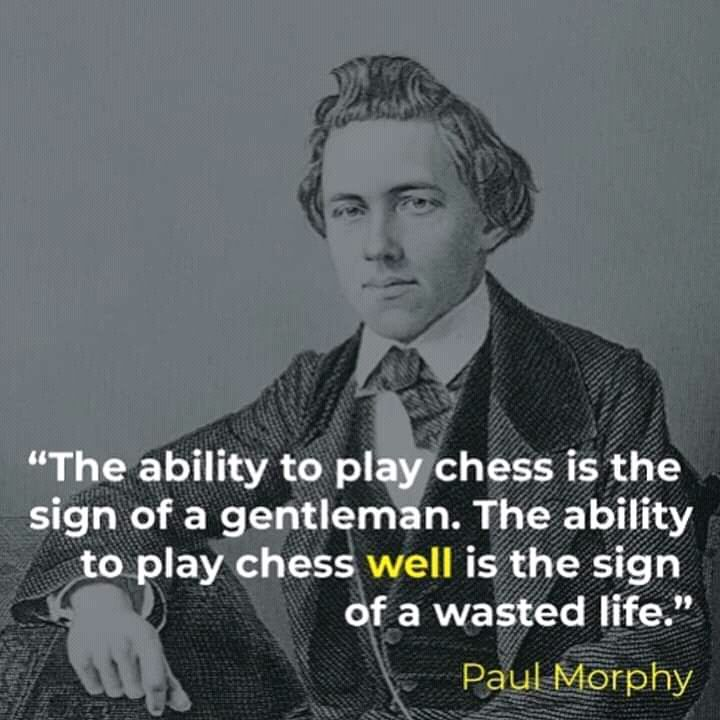 “The ability to play chess is the
sign of a gentleman. The ability
to play chess well is the sign
of a wasted life.”
Paul Morphy